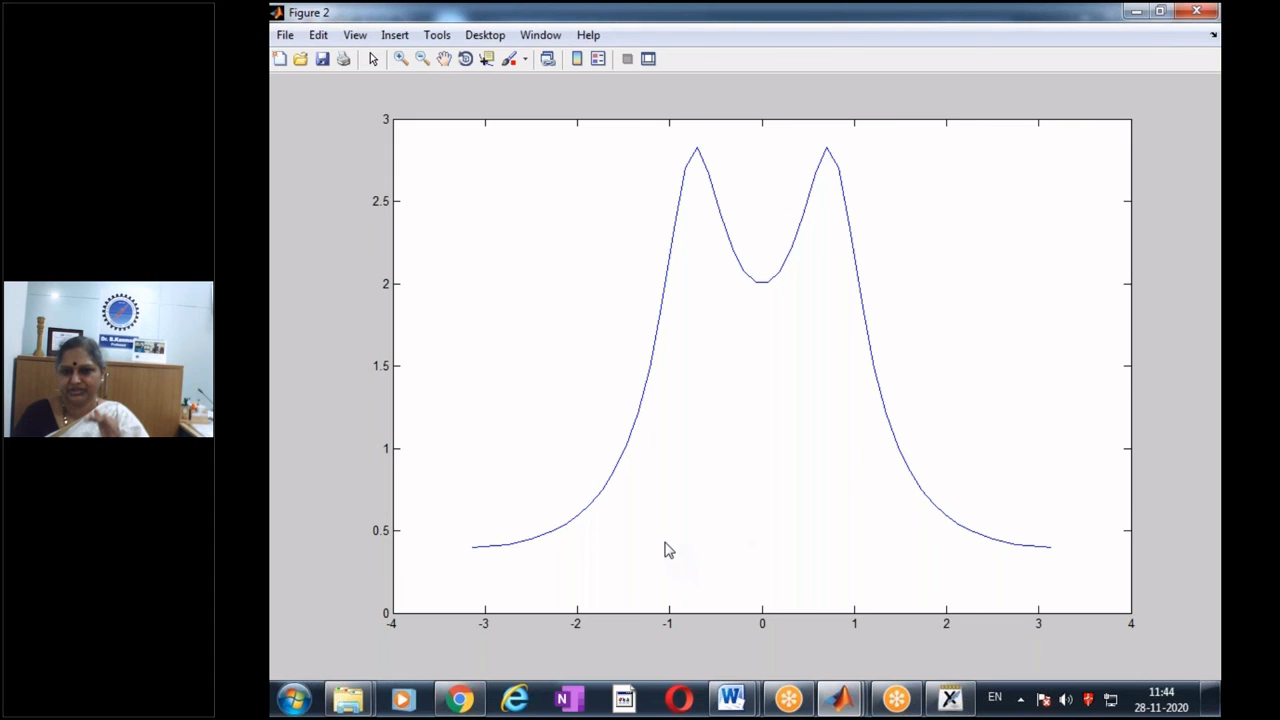 Figure 2
File Edit View Insert Tools Desktop Window Help
3
2.5
2
1.5
1
0.5
0
-4 -3 -2 -1 0 1 2 3 4
EN
11:44
28-11-2020